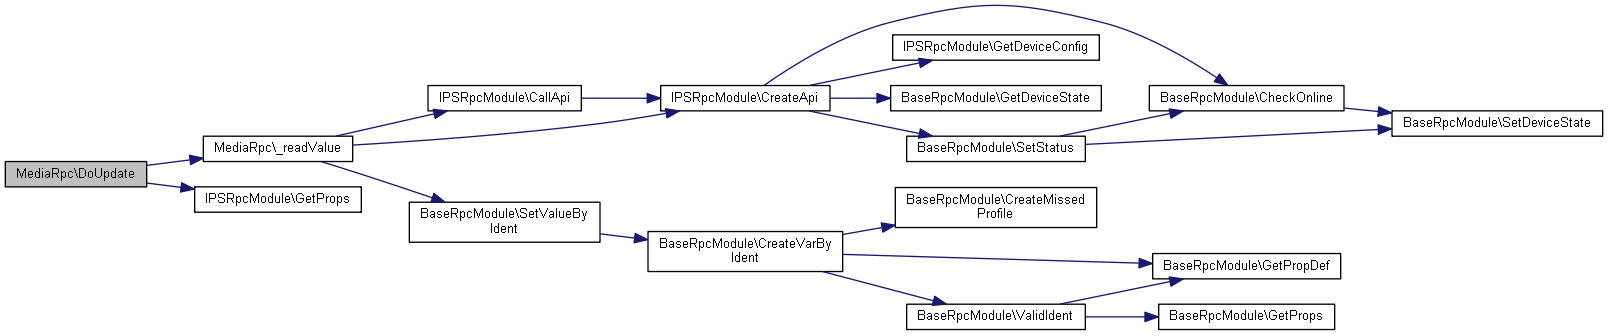 MediaRpc\DoUpdate
MediaRpc\_readValue
IPSRpcModule\GetProps
IPSRpcModule\CallApi
BaseRpcModule\SetValueBy
Ident
IPSRpcModule\CreateApi
BaseRpcModule\CreateVarBy
Ident
IPSRpcModule\GetDeviceConfig
BaseRpcModule\GetDeviceState
BaseRpcModule\SetStatus
BaseRpcModule\CreateMissed
Profile
BaseRpcModule\ValidIdent
BaseRpcModule\CheckOnline
BaseRpcModule\GetPropDef
BaseRpcModule\GetProps
BaseRpcModule\SetDeviceState